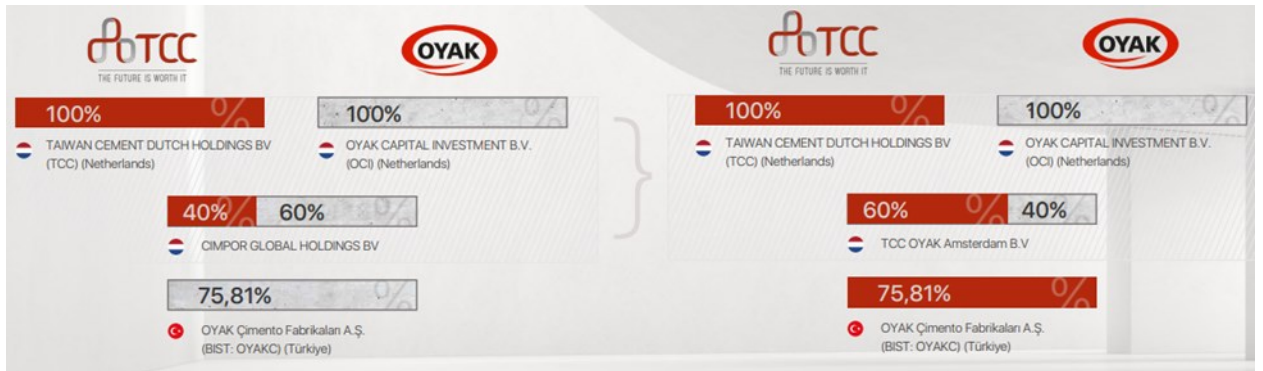 TCC
THE FUTURE IS WORTH IT
OYAK
100%
TAIWAN CEMENT DUTCH HOLDINGS BV
(TCC) (Netherlands)
100%
OYAK CAPITAL INVESTMENT B.V.
(OCI) (Netherlands)
40%
60%
CIMPOR GLOBAL HOLDINGS BV
75,81%
OYAK Çimento Fabrikaları A.Ş.
(BIST: OYAKC) (Türkiye)
TCC
THE FUTURE IS WORTH IT
OYAK
100%
TAIWAN CEMENT DUTCH HOLDINGS BV
(TCC) (Netherlands)
100%
OYAK CAPITAL INVESTMENT B.V.
(OCI) (Netherlands)
60%
40%
TCC OYAK Amsterdam B.V
75,81%
OYAK Çimento Fabrikaları A.Ş.
(BIST: OYAKC) (Türkiye)